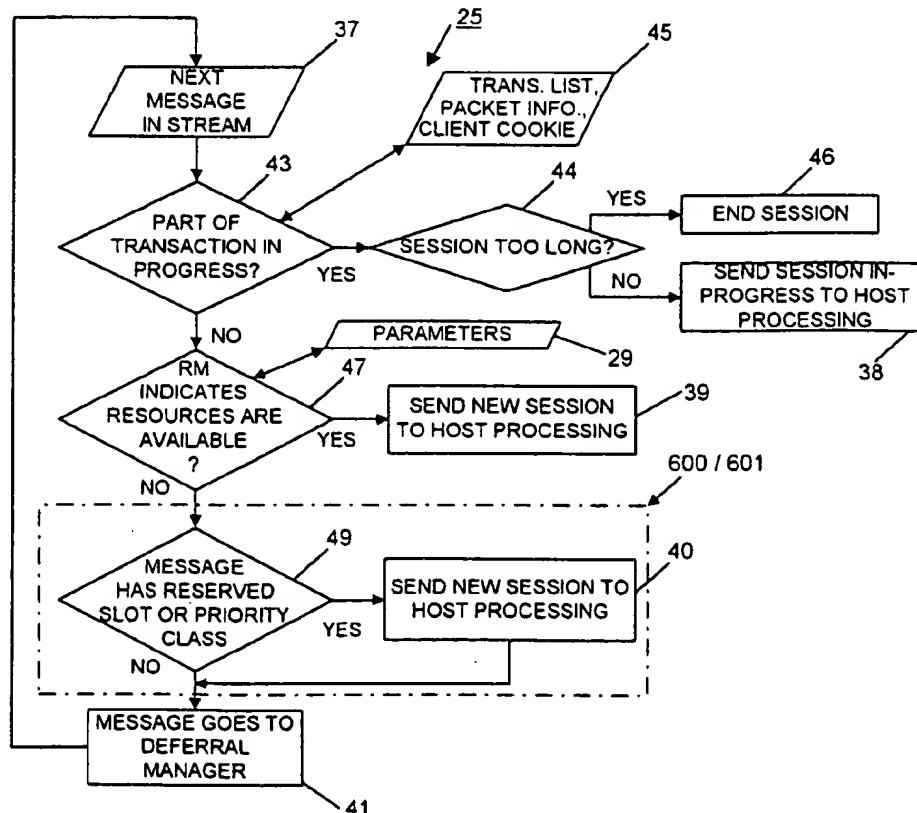 37
25
45
NEXT
MESSAGE
IN STREAM
TRANS. LIST,
PACKET INFO.,
CLIENT COOKIE
43
44
46
PART OF
TRANSACTION IN
PROGRESS?
YES
SESSION TOO LONG?
YES
END SESSION
NO
SEND SESSION IN-
PROGRESS TO HOST
PROCESSING
38
NO
PARAMETERS
29
RM
INDICATES
RESOURCES ARE
AVAILABLE
?
47
YES
SEND NEW SESSION
TO HOST PROCESSING
39
NO
600 / 601
49
MESSAGE
HAS RESERVED
SLOT OR PRIORITY
CLASS
YES
SEND NEW SESSION TO
HOST PROCESSING
40
NO
MESSAGE GOES TO
DEFERRAL
MANAGER
41